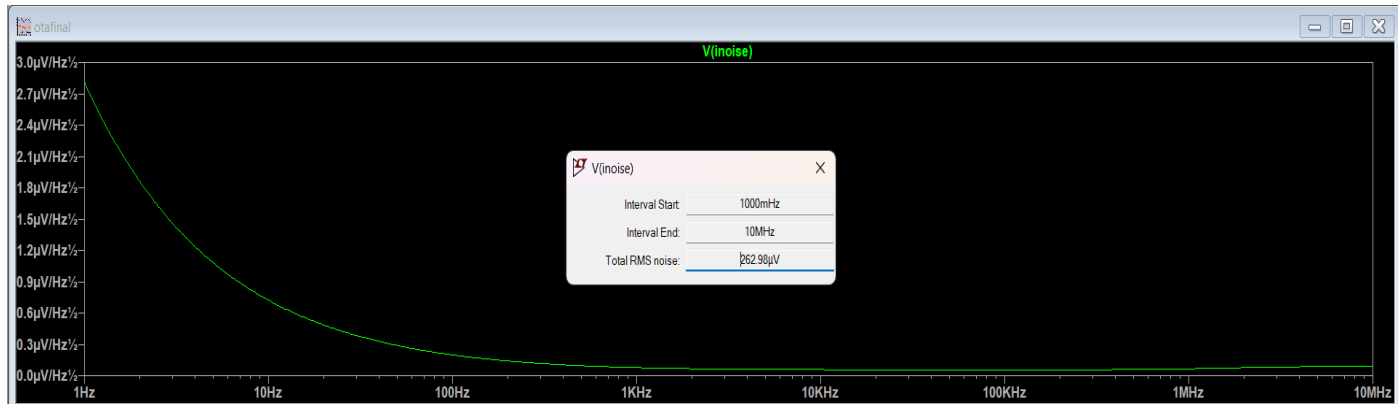 otafinal
V(inoise)
3.0µV/Hz½
2.7µV/Hz½
2.4µV/Hz½
2.1µV/Hz½
1.8µV/Hz½
1.5µV/Hz½
1.2µV/Hz½
0.9µV/Hz½
0.6µV/Hz½
0.3µV/Hz½
0.0µV/Hz½
V(inoise)
Interval Start: 1000mHz
Interval End: 10MHz
Total RMS noise: 262.98µV
1Hz 10Hz 100Hz 1KHz 10KHz 100KHz 1MHz 10MHz